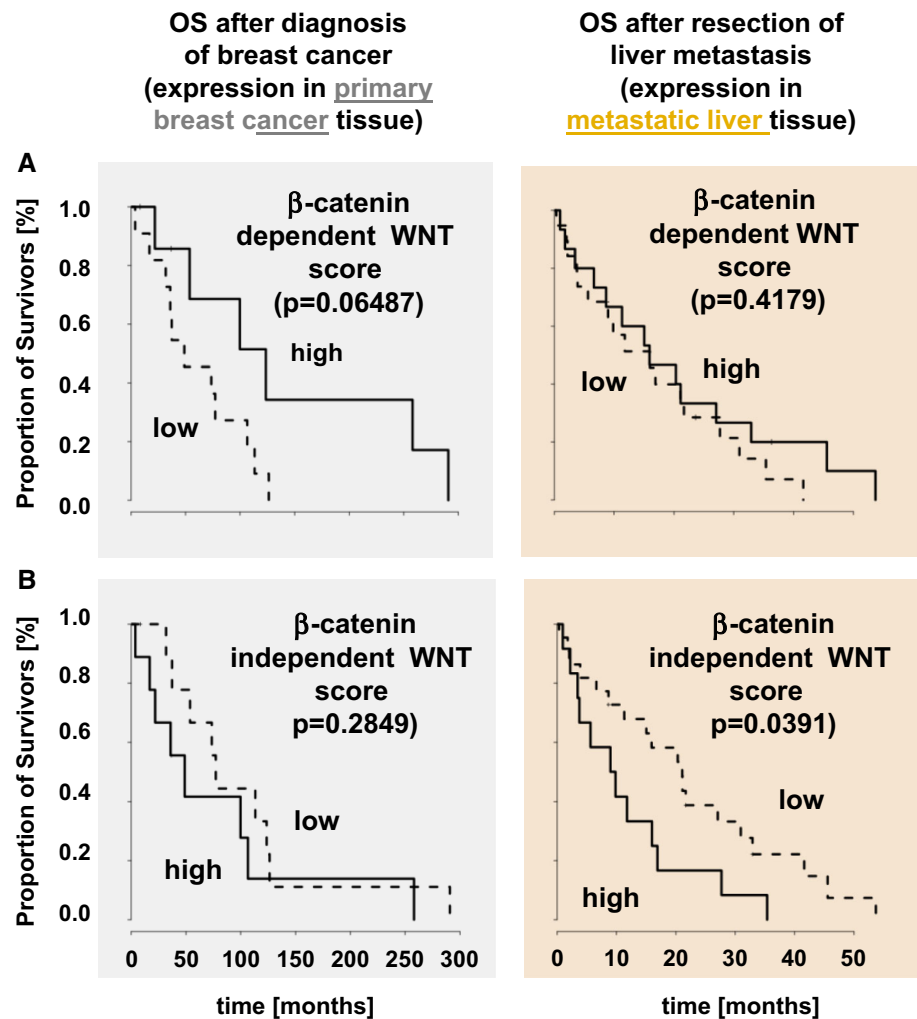 OS after diagnosis
of breast cancer
(expression in primary
breast cancer tissue)
OS after resection of
liver metastasis
(expression in
metastatic liver tissue)
A
Proportion of Survivors [%]
1.0
0.8
0.6
0.4
0.2
0.0
β-catenin
dependent WNT
score
(p=0.06487)
high
low
β-catenin
dependent WNT
score
(p=0.4179)
high
low
B
Proportion of Survivors [%]
1.0
0.8
0.6
0.4
0.2
0.0
β-catenin
independent WNT
score
p=0.2849)
low
high
0 50 100 150 200 250 300
time [months]
β-catenin
independent WNT
score
p=0.0391)
low
high
0 10 20 30 40 50
time [months]